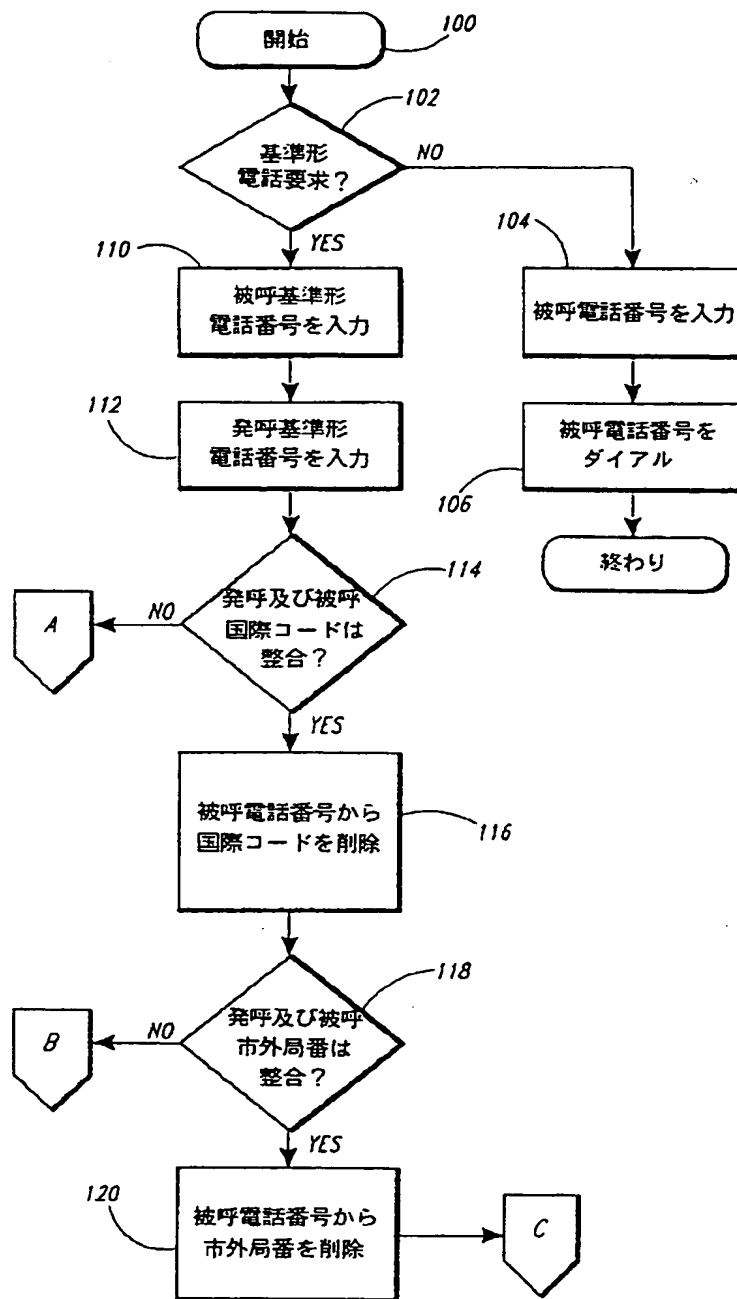 開始
100
102
基準形
電話要求?
NO
YES
110
被呼基準形
電話番号を入力
104
被呼電話番号を入力
112
発呼基準形
電話番号を入力
被呼電話番号を
ダイアル
106
終わり
114
発呼及び被呼
国際コードは
整合?
NO
A
YES
被呼電話番号から
国際コードを削除
116
118
発呼及び被呼
市外局番は
整合?
NO
B
YES
120
被呼電話番号から
市外局番を削除
C